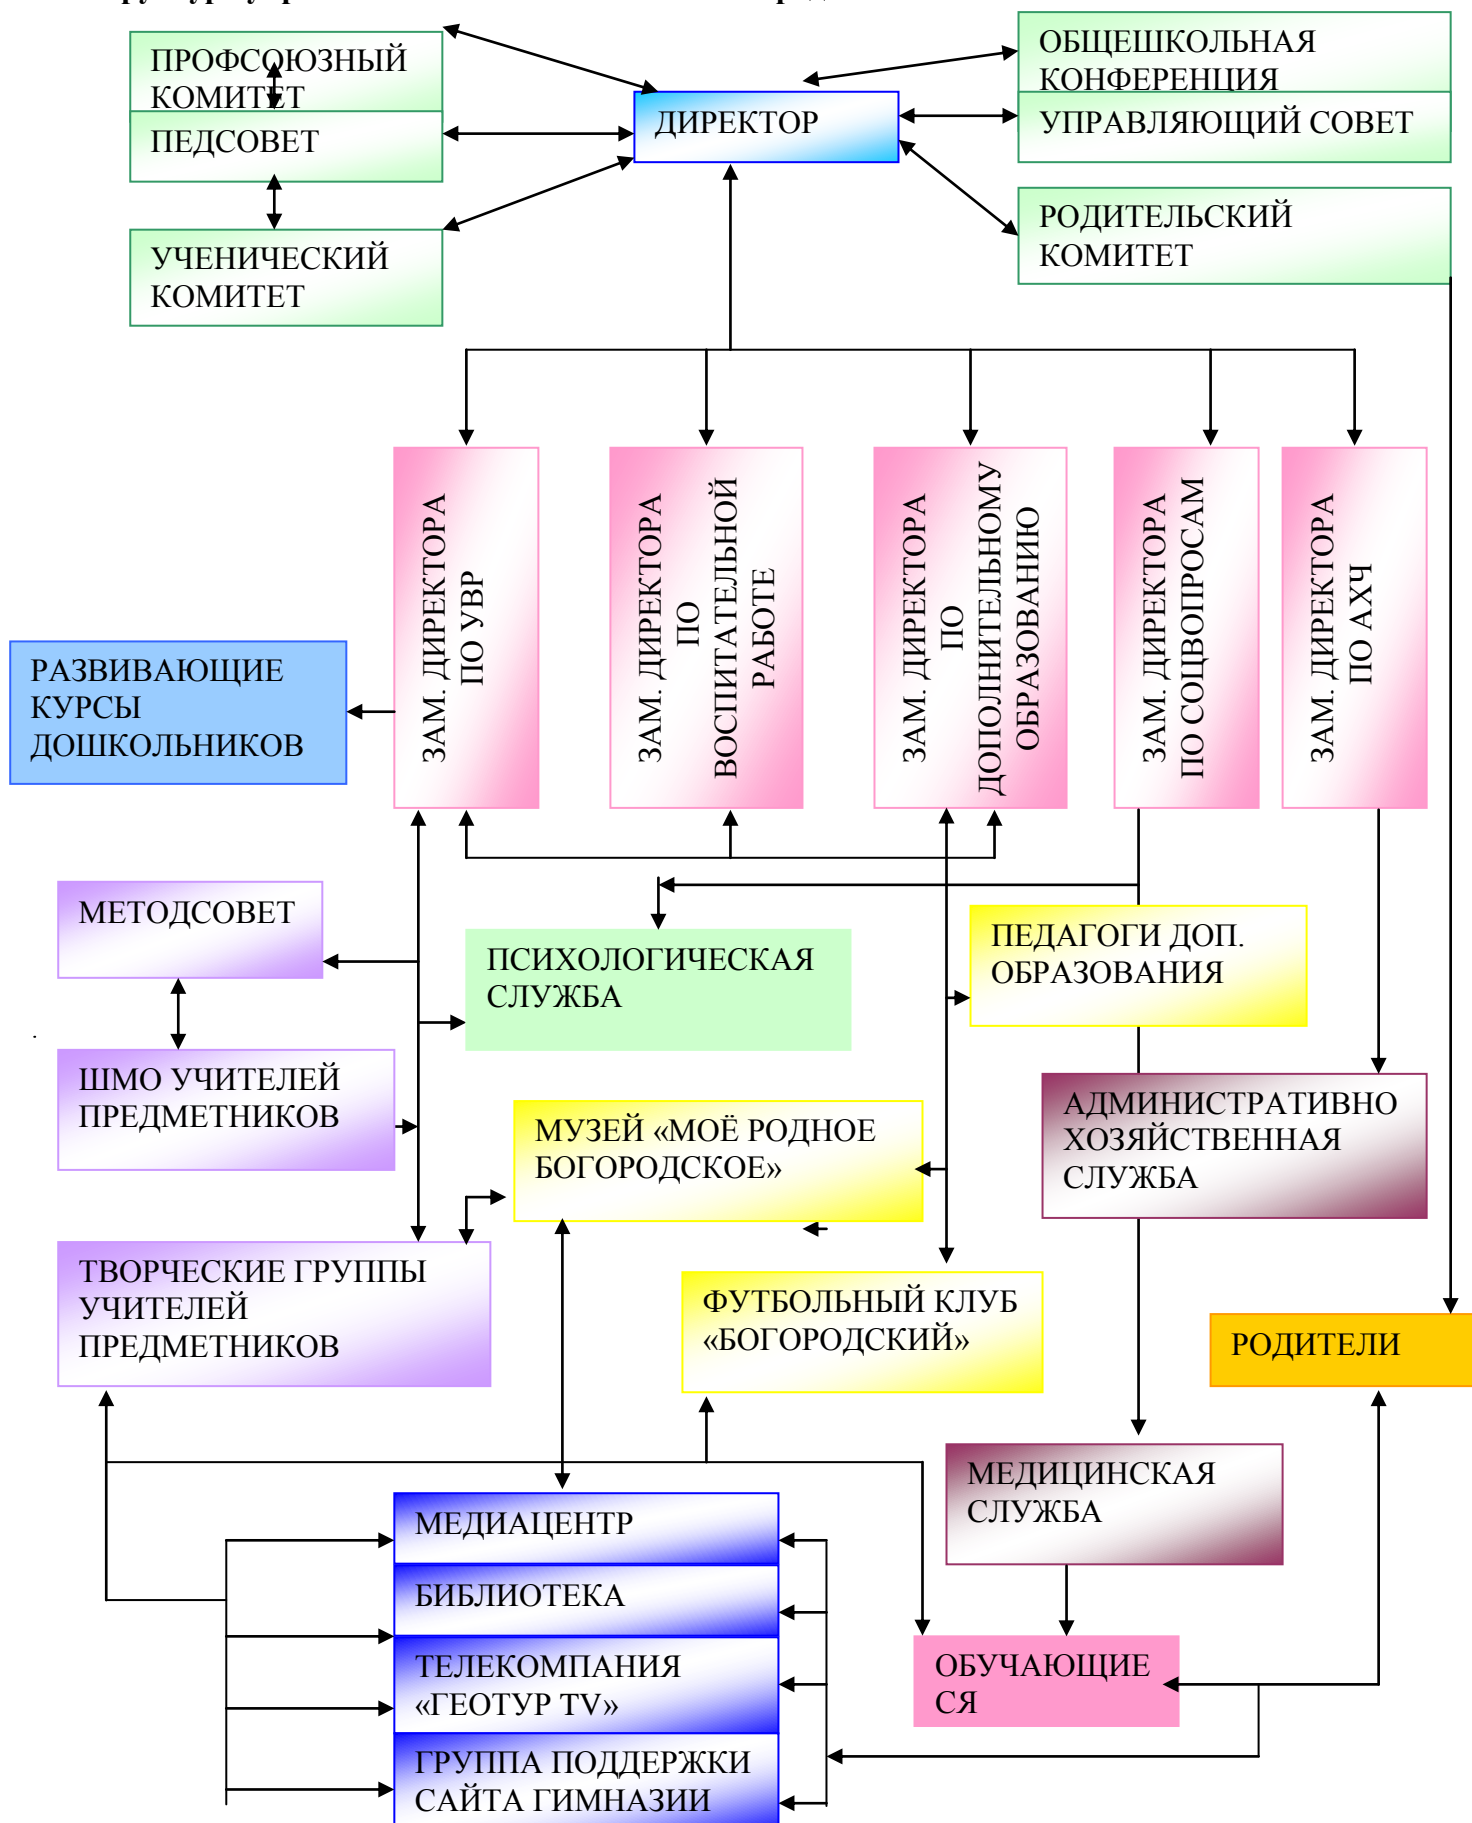 ПРОФСОЮЗНЫЙ
КОМИТЕТ
ПЕДСОВЕТ
УЧЕНИЧЕСКИЙ
КОМИТЕТ
ДИРЕКТОР
ОБЩЕШКОЛЬНАЯ
КОНФЕРЕНЦИЯ
УПРАВЛЯЮЩИЙ СОВЕТ
РОДИТЕЛЬСКИЙ
КОМИТЕТ
ЗАМ. ДИРЕКТОРА
ПО УВР
ЗАМ. ДИРЕКТОРА
ПО
ВОСПИТАТЕЛЬНОЙ
РАБОТЕ
ЗАМ. ДИРЕКТОРА
ПО
ДОПОЛНИТЕЛЬНОМУ
ОБРАЗОВАНИЮ
ЗАМ. ДИРЕКТОРА
ПО СОЦВОПРОСАМ
ЗАМ. ДИРЕКТОРА
ПО АХЧ
РАЗВИВАЮЩИЕ
КУРСЫ
ДОШКОЛЬНИКОВ
МЕТОДСОВЕТ
ПСИХОЛОГИЧЕСКАЯ
СЛУЖБА
ПЕДАГОГИ ДОП.
ОБРАЗОВАНИЯ
ШМО УЧИТЕЛЕЙ
ПРЕДМЕТНИКОВ
МУЗЕЙ «МОЁ РОДНОЕ
БОГОРОДСКОЕ»
АДМИНИСТРАТИВНО
ХОЗЯЙСТВЕННАЯ
СЛУЖБА
ТВОРЧЕСКИЕ ГРУППЫ
УЧИТЕЛЕЙ
ПРЕДМЕТНИКОВ
ФУТБОЛЬНЫЙ КЛУБ
«БОГОРОДСКИЙ»
РОДИТЕЛИ
МЕДИЦИНСКАЯ
СЛУЖБА
МЕДИАЦЕНТР
БИБЛИОТЕКА
ТЕЛЕКОМПАНИЯ
«ГЕОТУР TV»
ГРУППА ПОДДЕРЖКИ
САЙТА ГИМНАЗИИ
ОБУЧАЮЩИЕ
СЯ